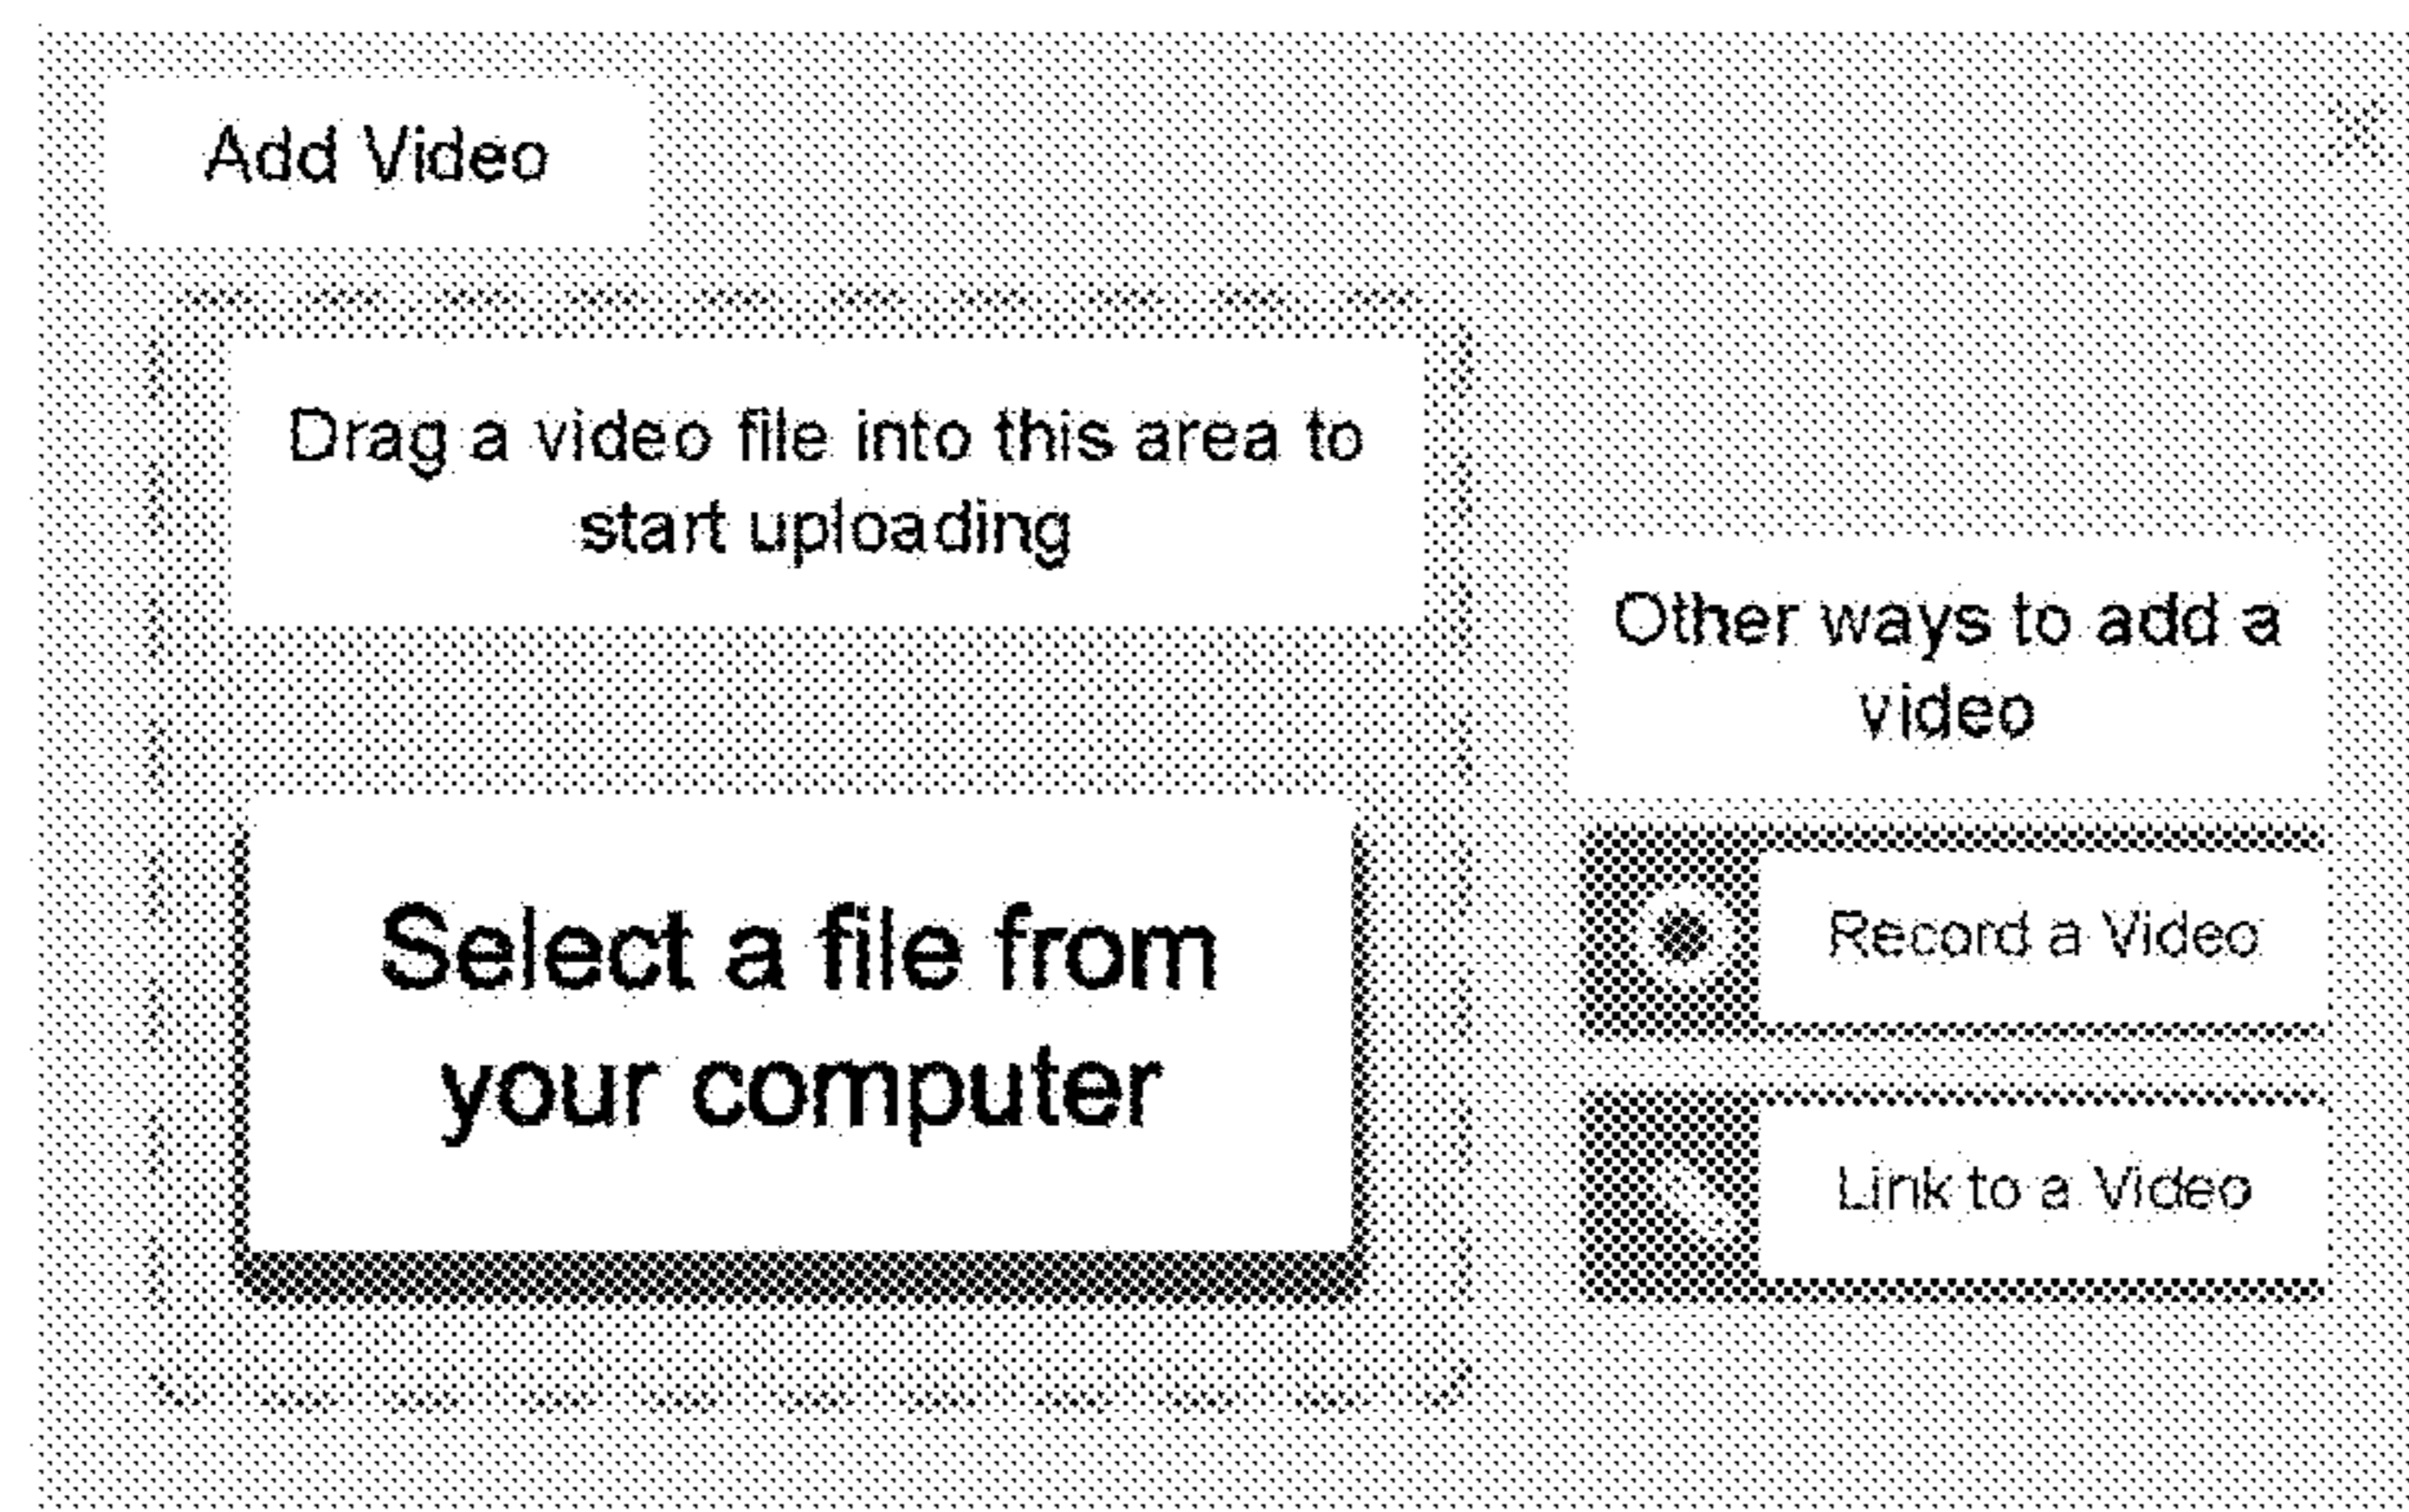 Add Video
Drag a video file into this area to
start uploading
Select a file from
your computer
Other ways to add a
video
Record a Video
Link to a Video